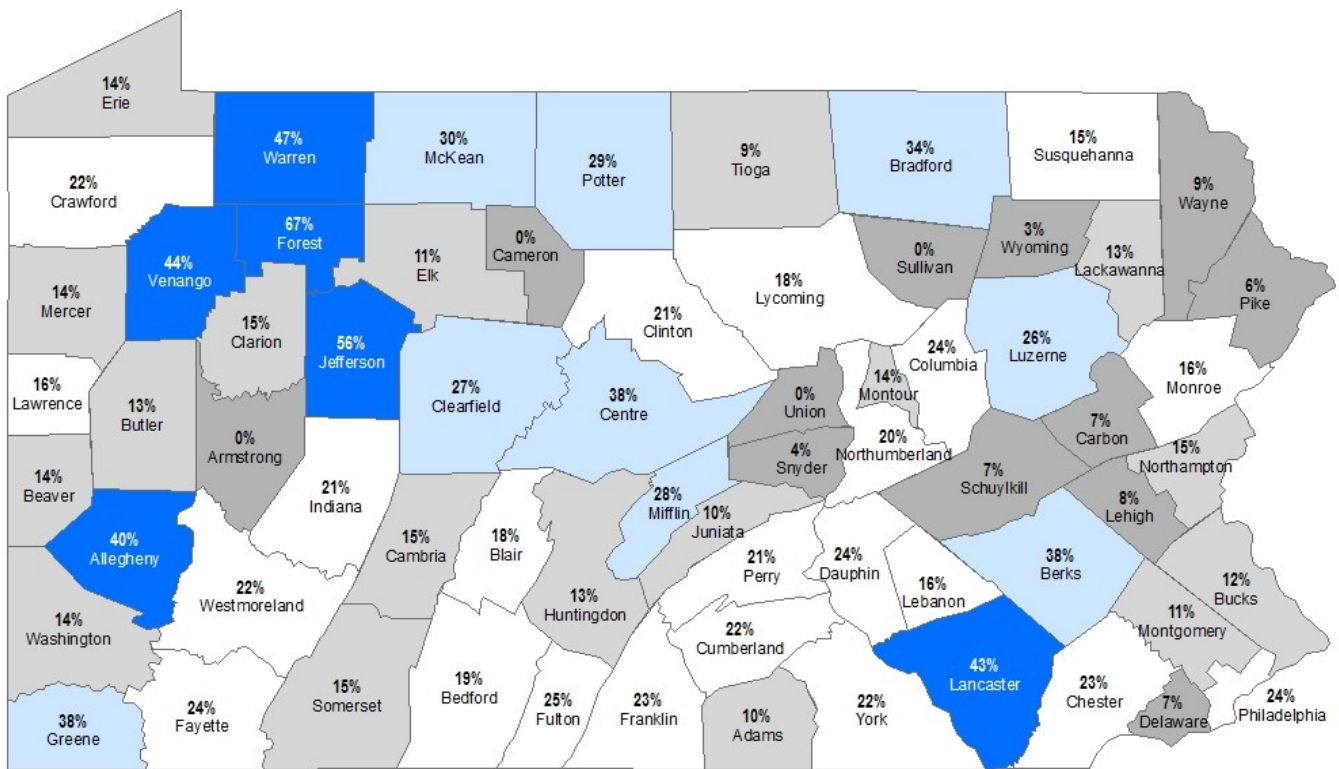 14%
Erie
47%
Warren
30%
McKean
29%
Potter
9%
Tioga
34%
Bradford
15%
Susquehanna
9%
Wayne
22%
Crawford
67%
Forest
44%
Venango
11%
Elk
0%
Cameron
18%
Lycoming
0%
Sullivan
3%
Wyoming
13%
Lackawanna
6%
Pike
14%
Mercer
15%
Clarion
56%
Jefferson
21%
Clinton
24%
Columbia
26%
Luzerne
16%
Monroe
16%
Lawrence
13%
Butler
27%
Clearfield
38%
Centre
0%
Union
14%
Montour
7%
Carbon
0%
Armstrong
4%
Snyder
20%
Northumberland
15%
Northampton
14%
Beaver
21%
Indiana
7%
Schuylkill
8%
Lehigh
40%
Allegheny
28%
Mifflin
10%
Juniata
15%
Cambria
18%
Blair
21%
Perry
24%
Dauphin
16%
Lebanon
38%
Berks
12%
Bucks
22%
Westmoreland
13%
Huntingdon
11%
Montgomery
14%
Washington
22%
Cumberland
43%
Lancaster
23%
Chester
24%
Philadelphia
38%
Greene
24%
Fayette
15%
Somerset
19%
Bedford
25%
Fulton
23%
Franklin
10%
Adams
22%
York
7%
Delaware